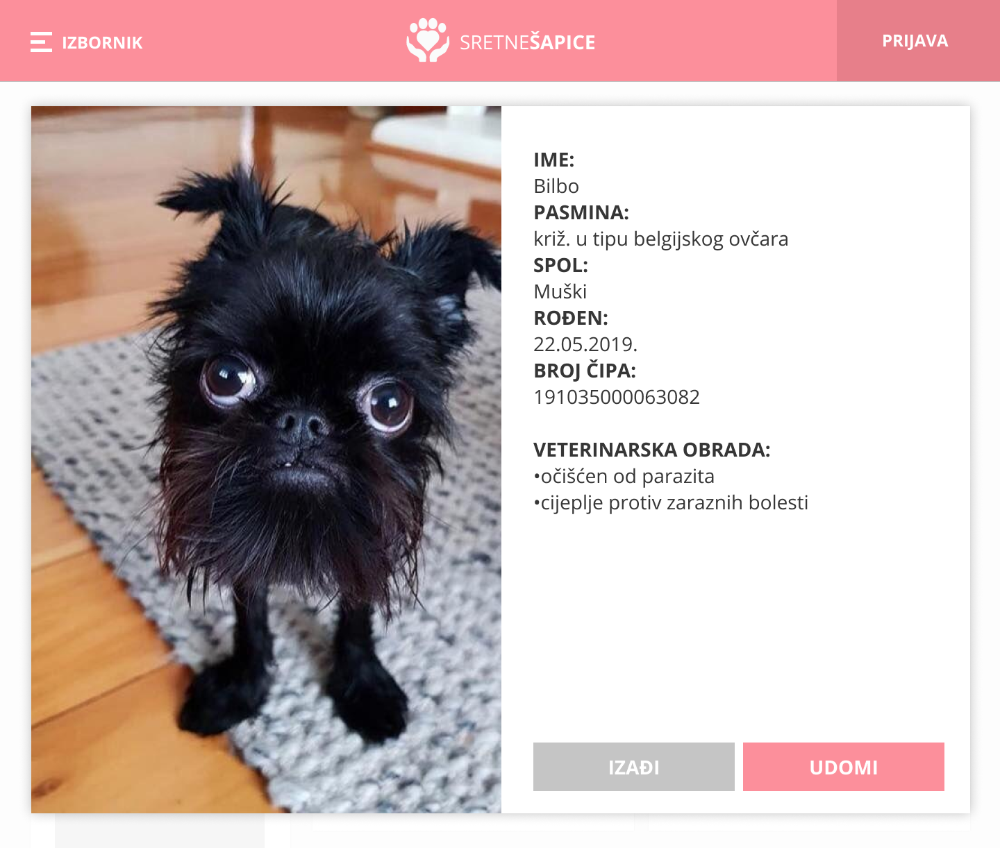 IZBORNIK
SRETNEŠAPICE
PRIJAVA
IME:
Bilbo
PASMINA:
križ. u tipu belgijskog ovčara
SPOL:
Muški
ROĐEN:
22.05.2019.
BROJ ČIPA:
191035000063082
VETERINARSKA OBRADA:
•očišćen od parazita
•cijeplje protiv zaraznih bolesti
IZAĐI
UDOMI